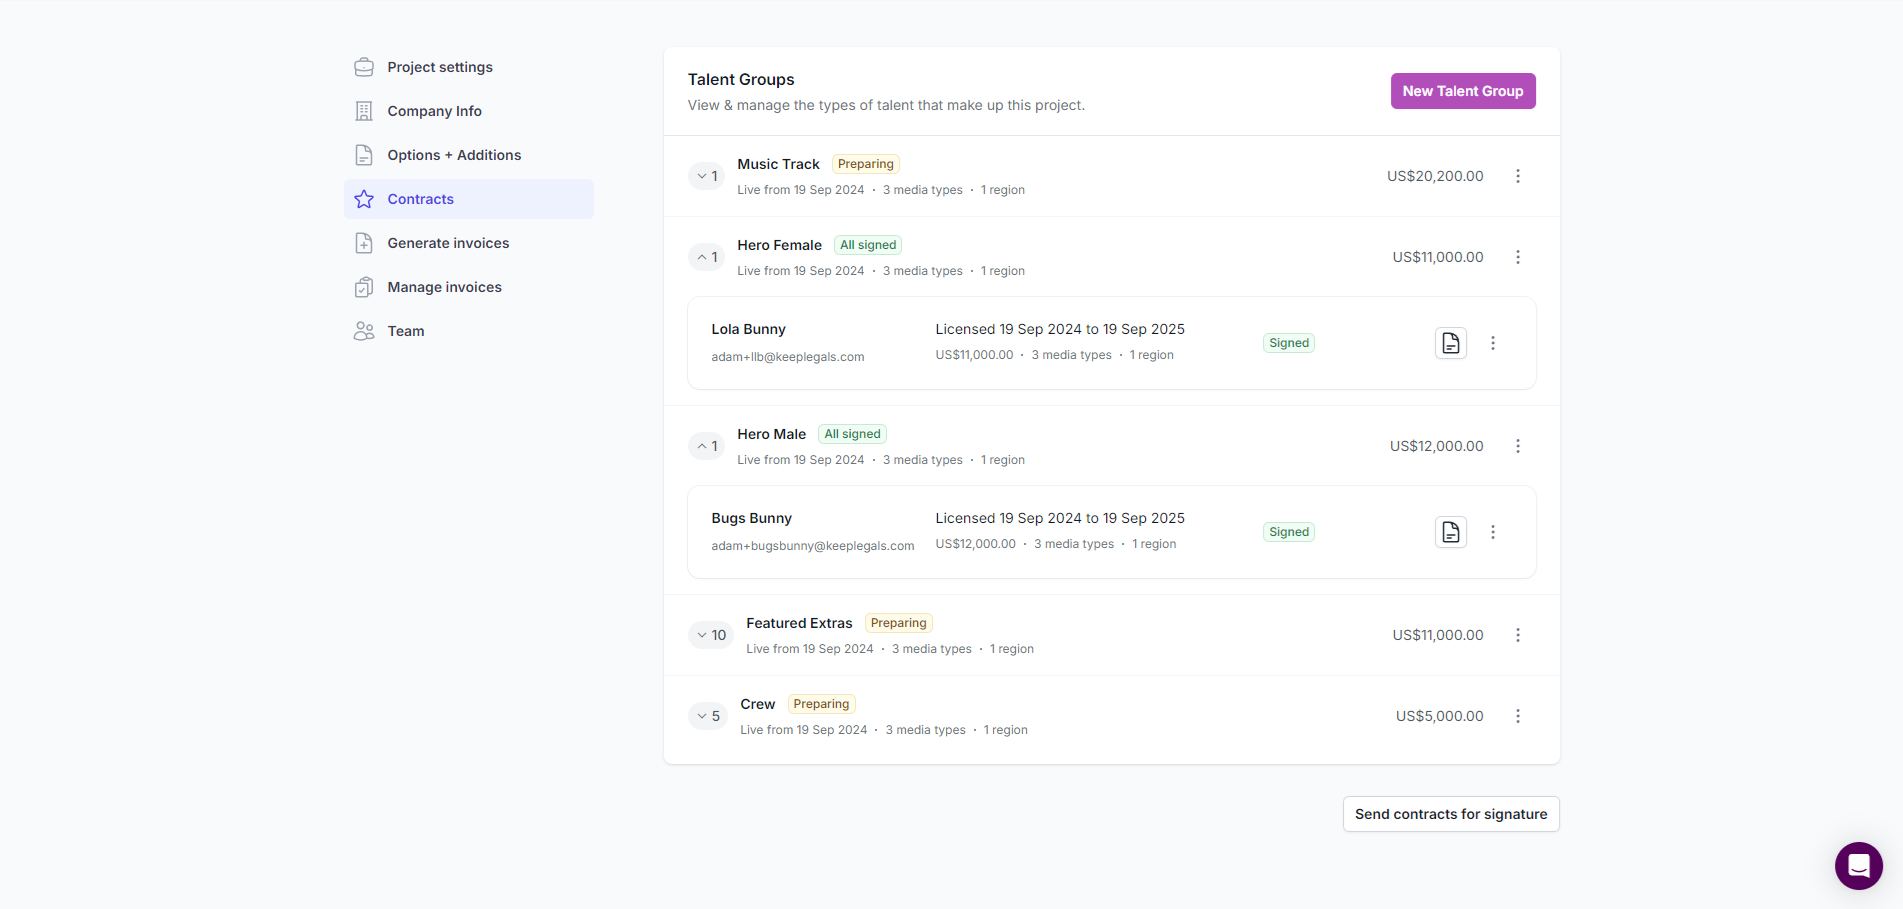 Project settings
Company Info
Options + Additions
Contracts
Generate invoices
Manage invoices
Team
Talent Groups
View & manage the types of talent that make up this project.
New Talent Group
1
Music Track Preparing
Live from 19 Sep 2024 · 3 media types · 1 region
US$20,200.00
1
Hero Female All signed
Live from 19 Sep 2024 · 3 media types · 1 region
US$11,000.00
Lola Bunny
adam+llb@keeplegals.com
Licensed 19 Sep 2024 to 19 Sep 2025
US$11,000.00 · 3 media types · 1 region
Signed
1
Hero Male All signed
Live from 19 Sep 2024 · 3 media types · 1 region
US$12,000.00
Bugs Bunny
adam+bugsbunny@keeplegals.com
Licensed 19 Sep 2024 to 19 Sep 2025
US$12,000.00 · 3 media types · 1 region
Signed
10
Featured Extras Preparing
Live from 19 Sep 2024 · 3 media types · 1 region
US$11,000.00
5
Crew Preparing
Live from 19 Sep 2024 · 3 media types · 1 region
US$5,000.00
Send contracts for signature